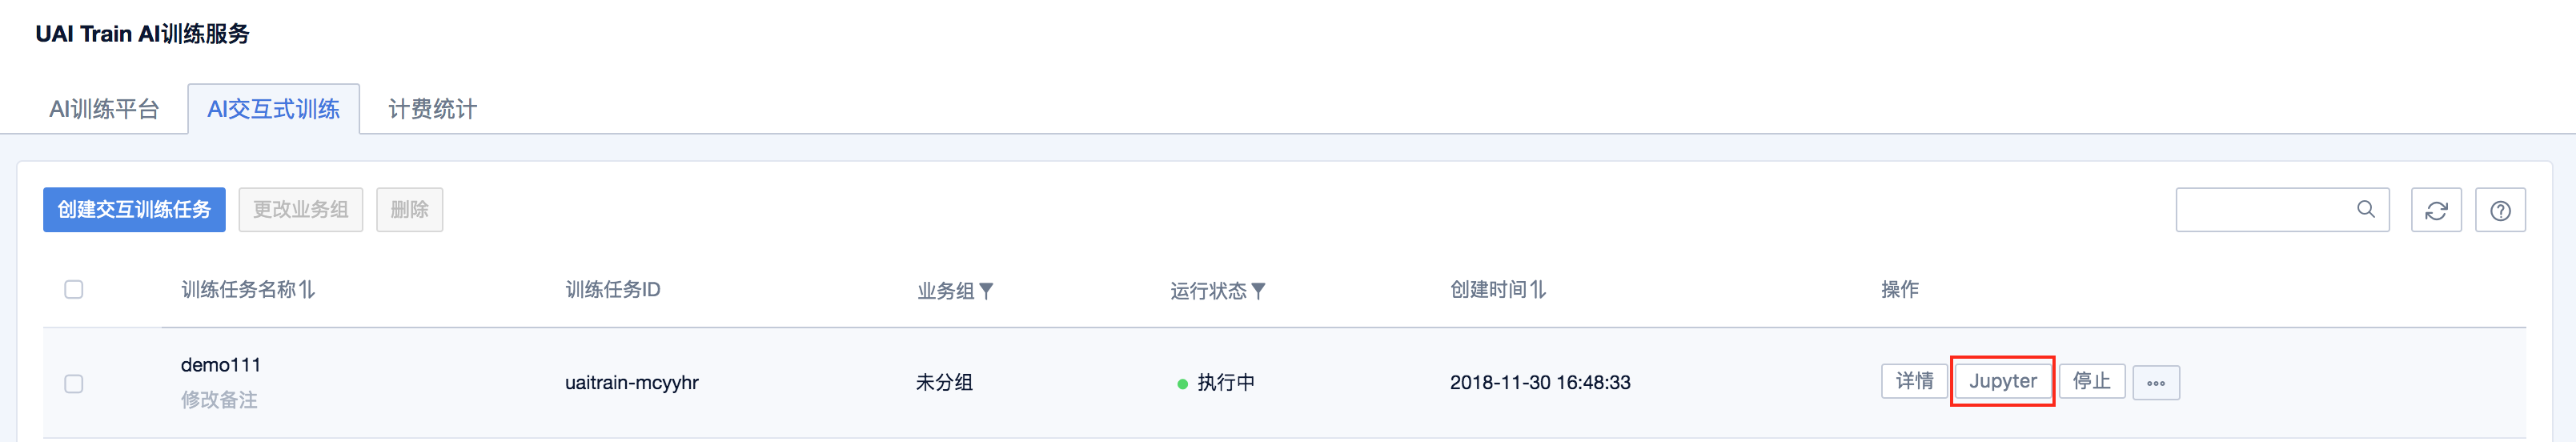 UAI Train AI训练服务
AI训练平台 AI交互式训练 计费统计
创建交互训练任务 更改业务组 删除
训练任务名称 训练任务ID 业务组 运行状态 创建时间 操作
demo111
修改备注
uaitrain-mcyyhr 未分组 执行中 2018-11-30 16:48:33 详情 Jupyter 停止